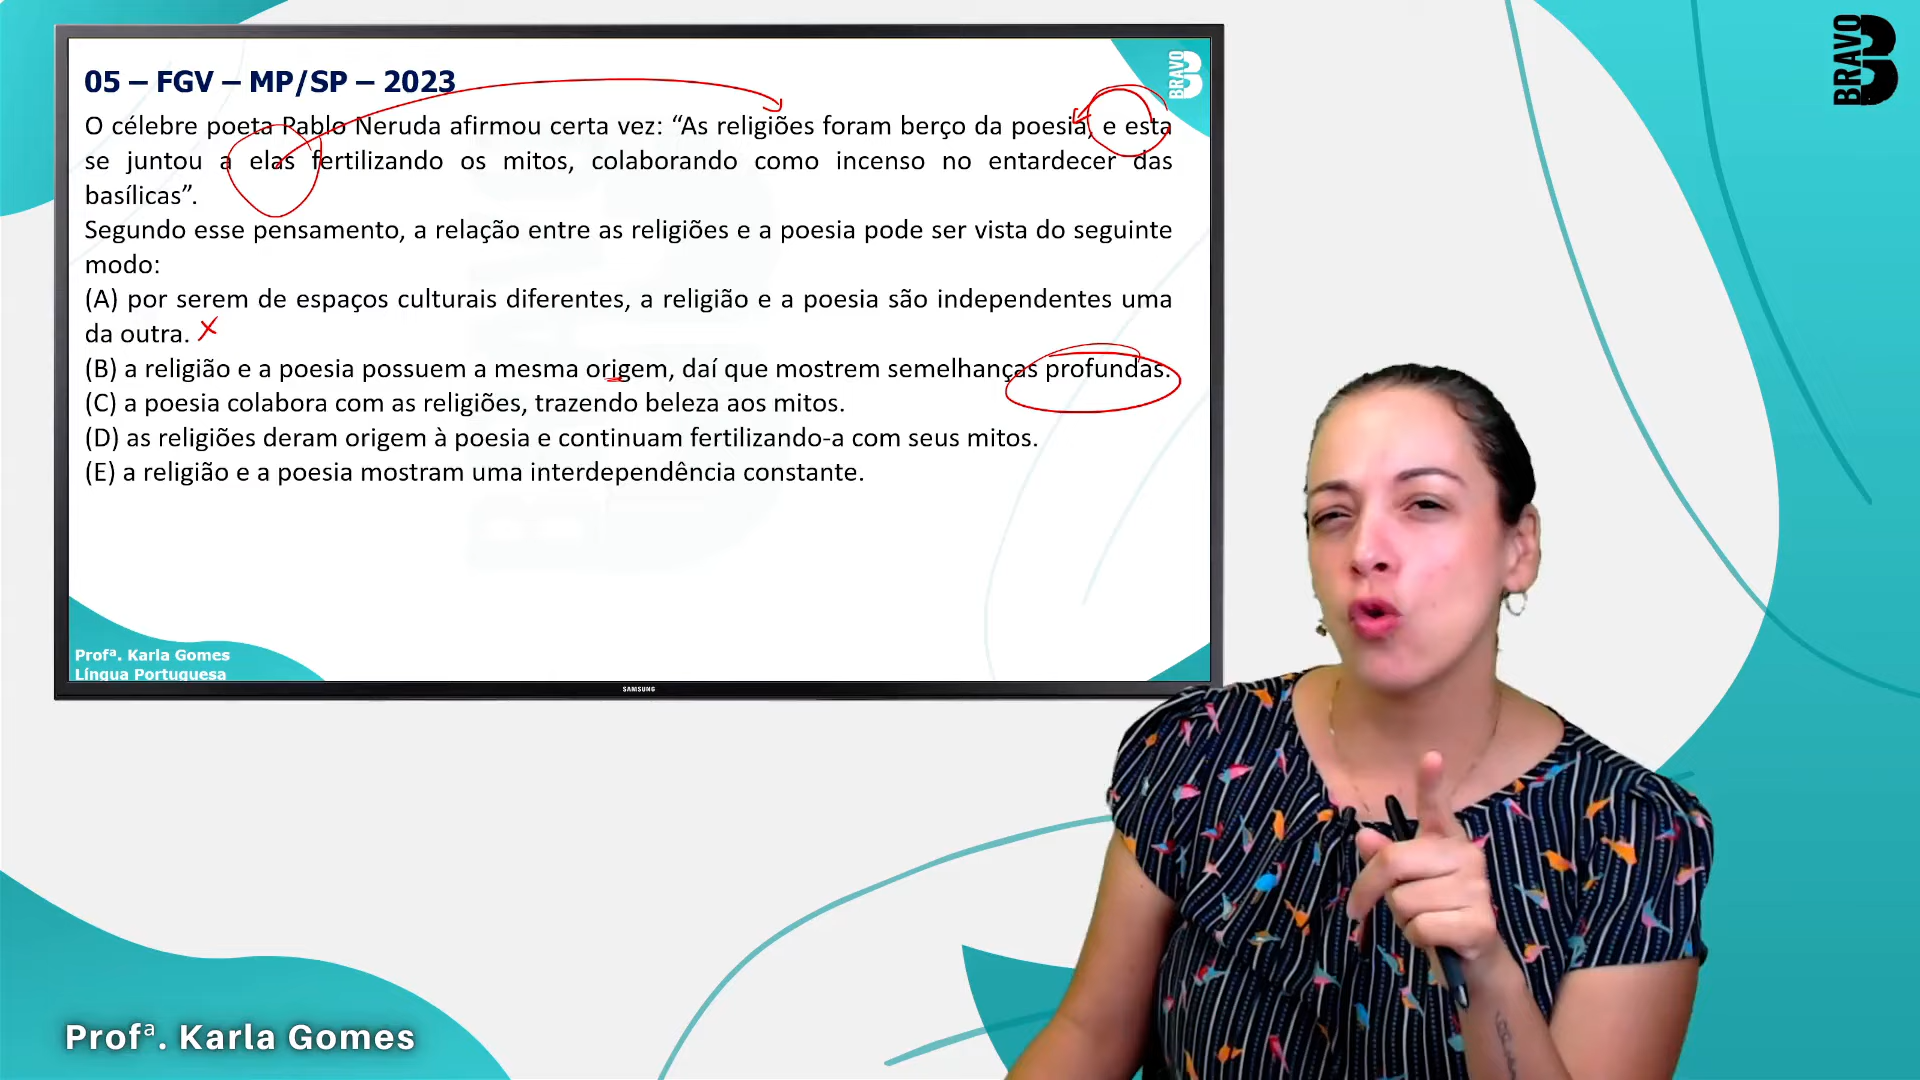 BRAVO
BRAVO
05 – FGV – MP/SP – 2023
O célebre poeta Pablo Neruda afirmou certa vez: “As religiões foram berço da poesia, e esta
se juntou a elas fertilizando os mitos, colaborando como incenso no entardecer das
basílicas”.
Segundo esse pensamento, a relação entre as religiões e a poesia pode ser vista do seguinte
modo:
(A) por serem de espaços culturais diferentes, a religião e a poesia são independentes uma
da outra.
(B) a religião e a poesia possuem a mesma origem, daí que mostrem semelhanças profundas.
(C) a poesia colabora com as religiões, trazendo beleza aos mitos.
(D) as religiões deram origem à poesia e continuam fertilizando-a com seus mitos.
(E) a religião e a poesia mostram uma interdependência constante.
Profª. Karla Gomes
Língua Portuguesa
SAMSUNG
Profª. Karla Gomes